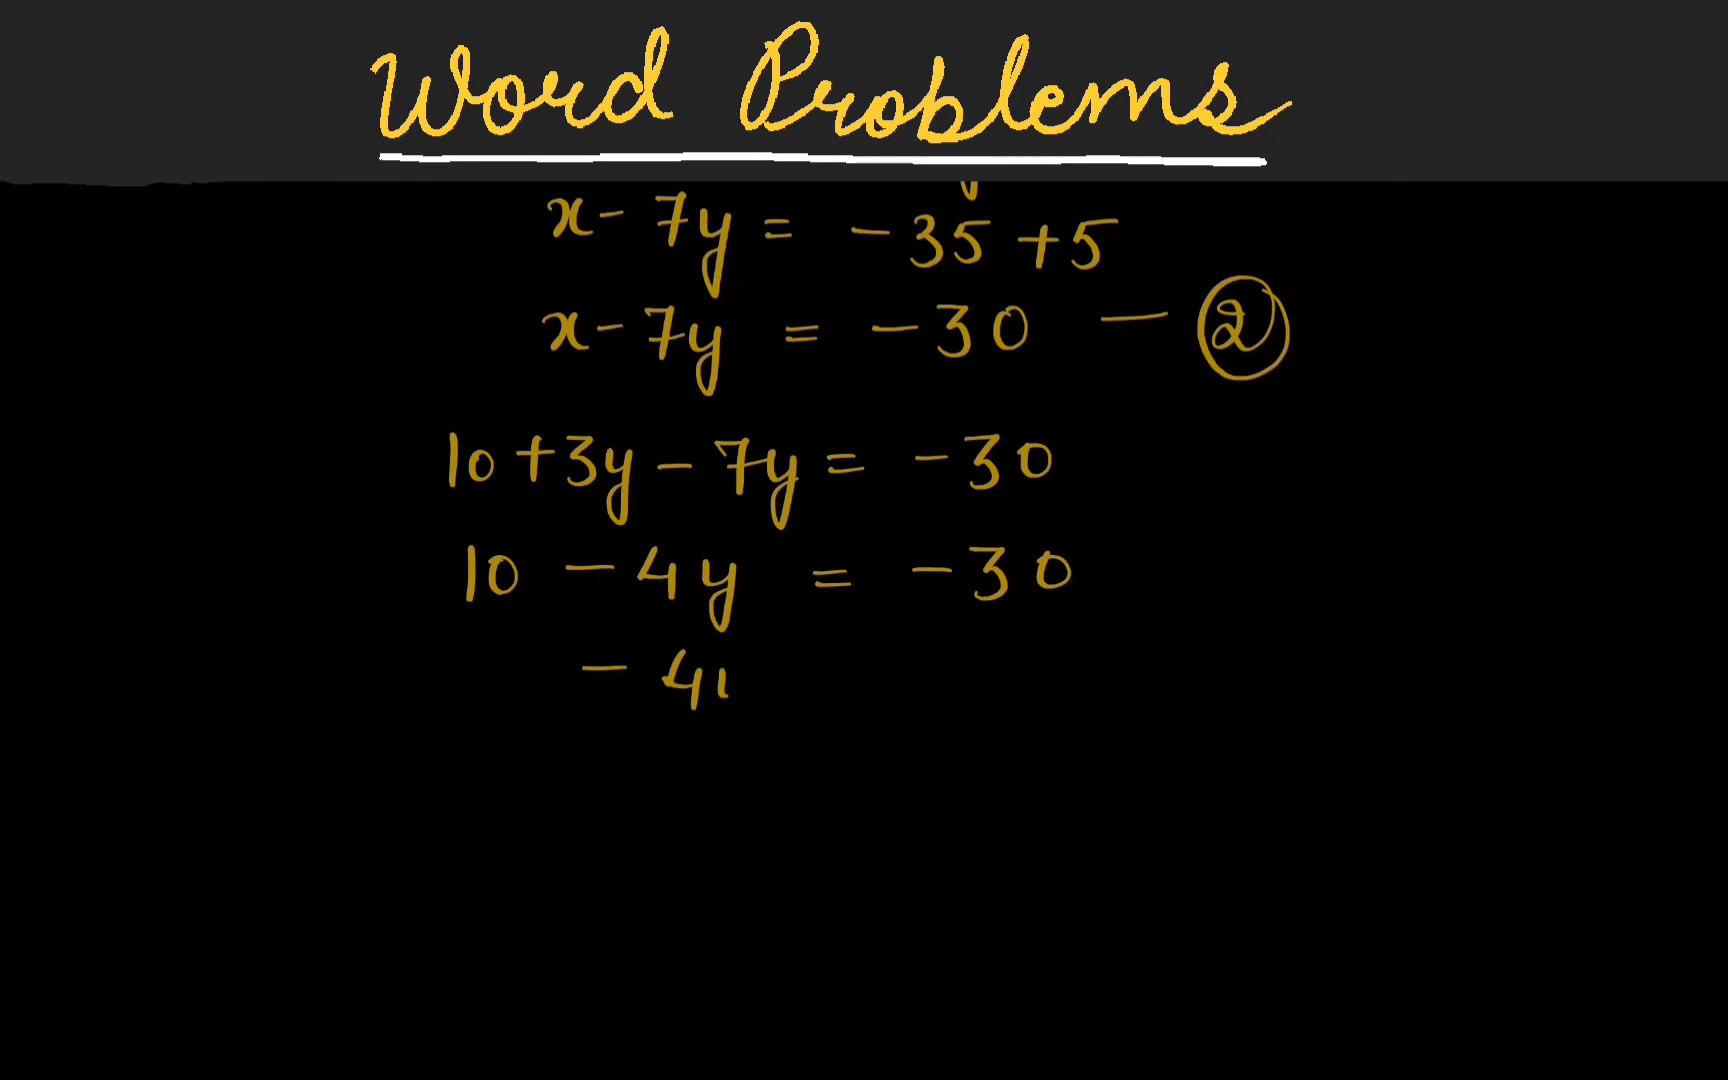 Word Problems
x - 7y = -35 + 5
x - 7y = -30 — ②
10 + 3y - 7y = -30
10 - 4y = -30
- 4